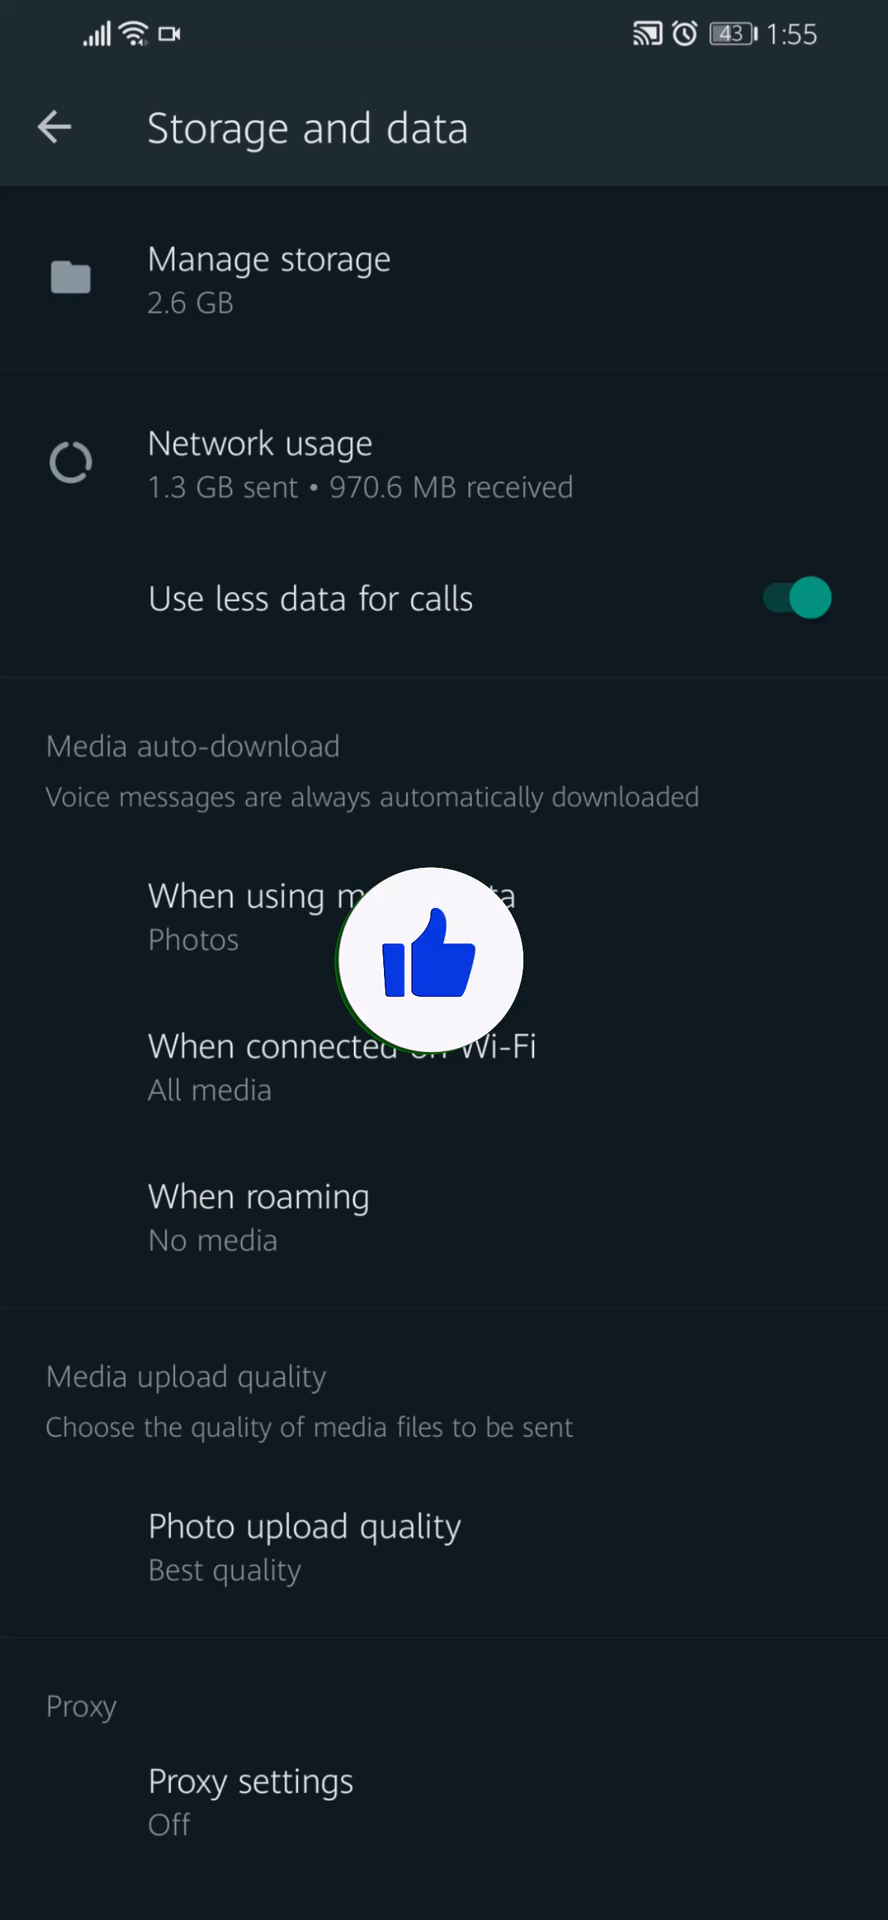 43 1:55
Storage and data
Manage storage
2.6 GB
Network usage
1.3 GB sent • 970.6 MB received
Use less data for calls
Media auto-download
Voice messages are always automatically downloaded
When using
Photos
When connected on Wi-Fi
All media
When roaming
No media
Media upload quality
Choose the quality of media files to be sent
Photo upload quality
Best quality
Proxy
Proxy settings
Off